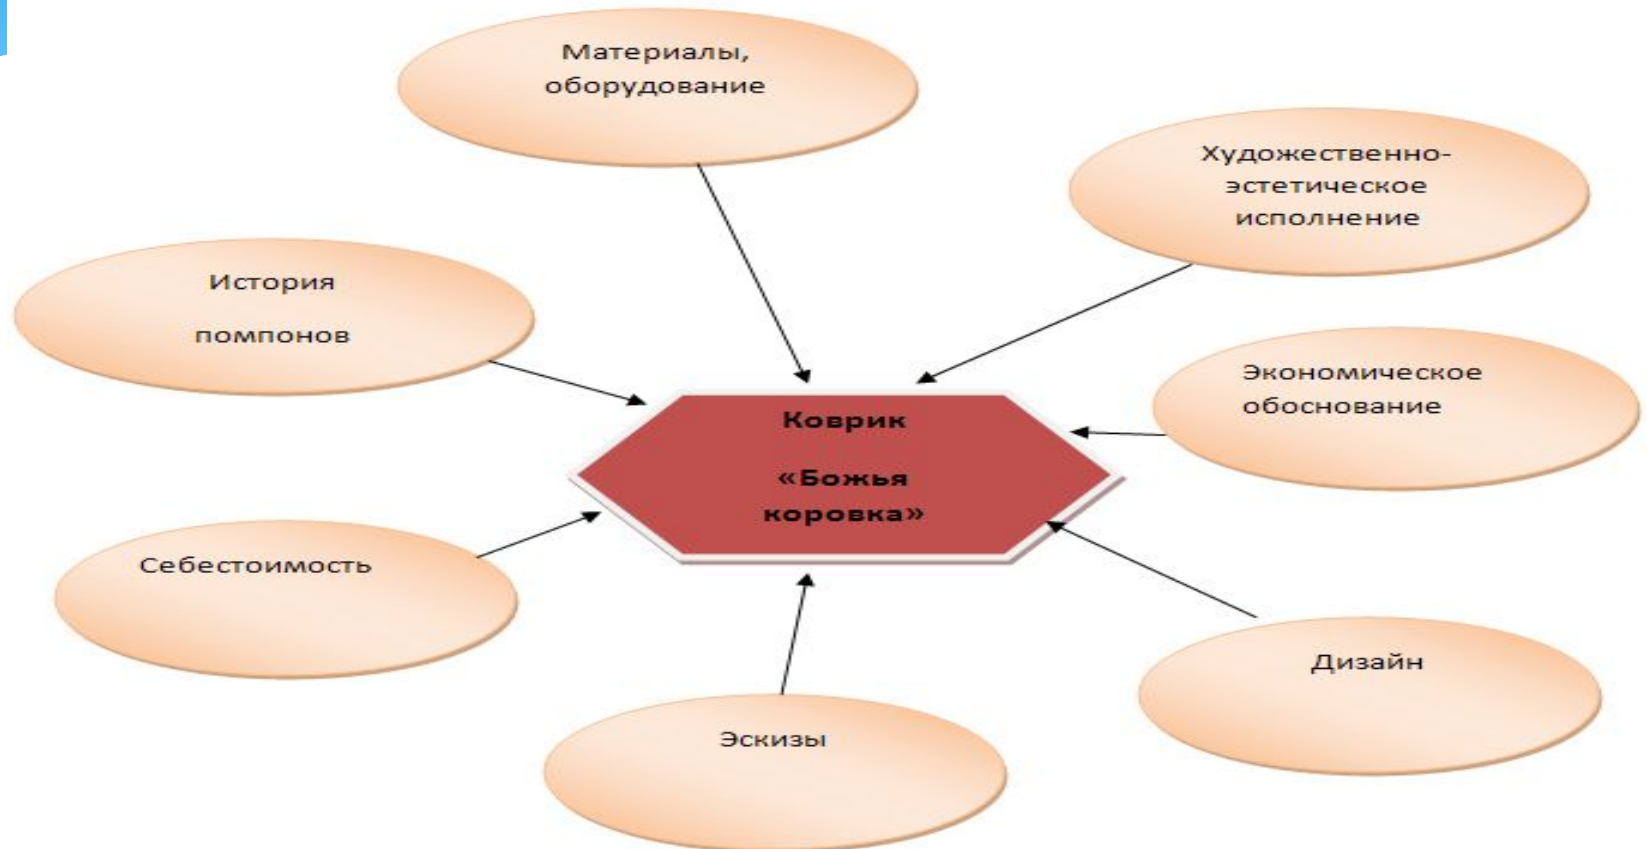 Материалы,
оборудование
Художественно-
эстетическое
исполнение
История
помпонов
Экономическое
обоснование
Коврик
«Божья
коровка»
Себестоимость
Дизайн
Эскизы